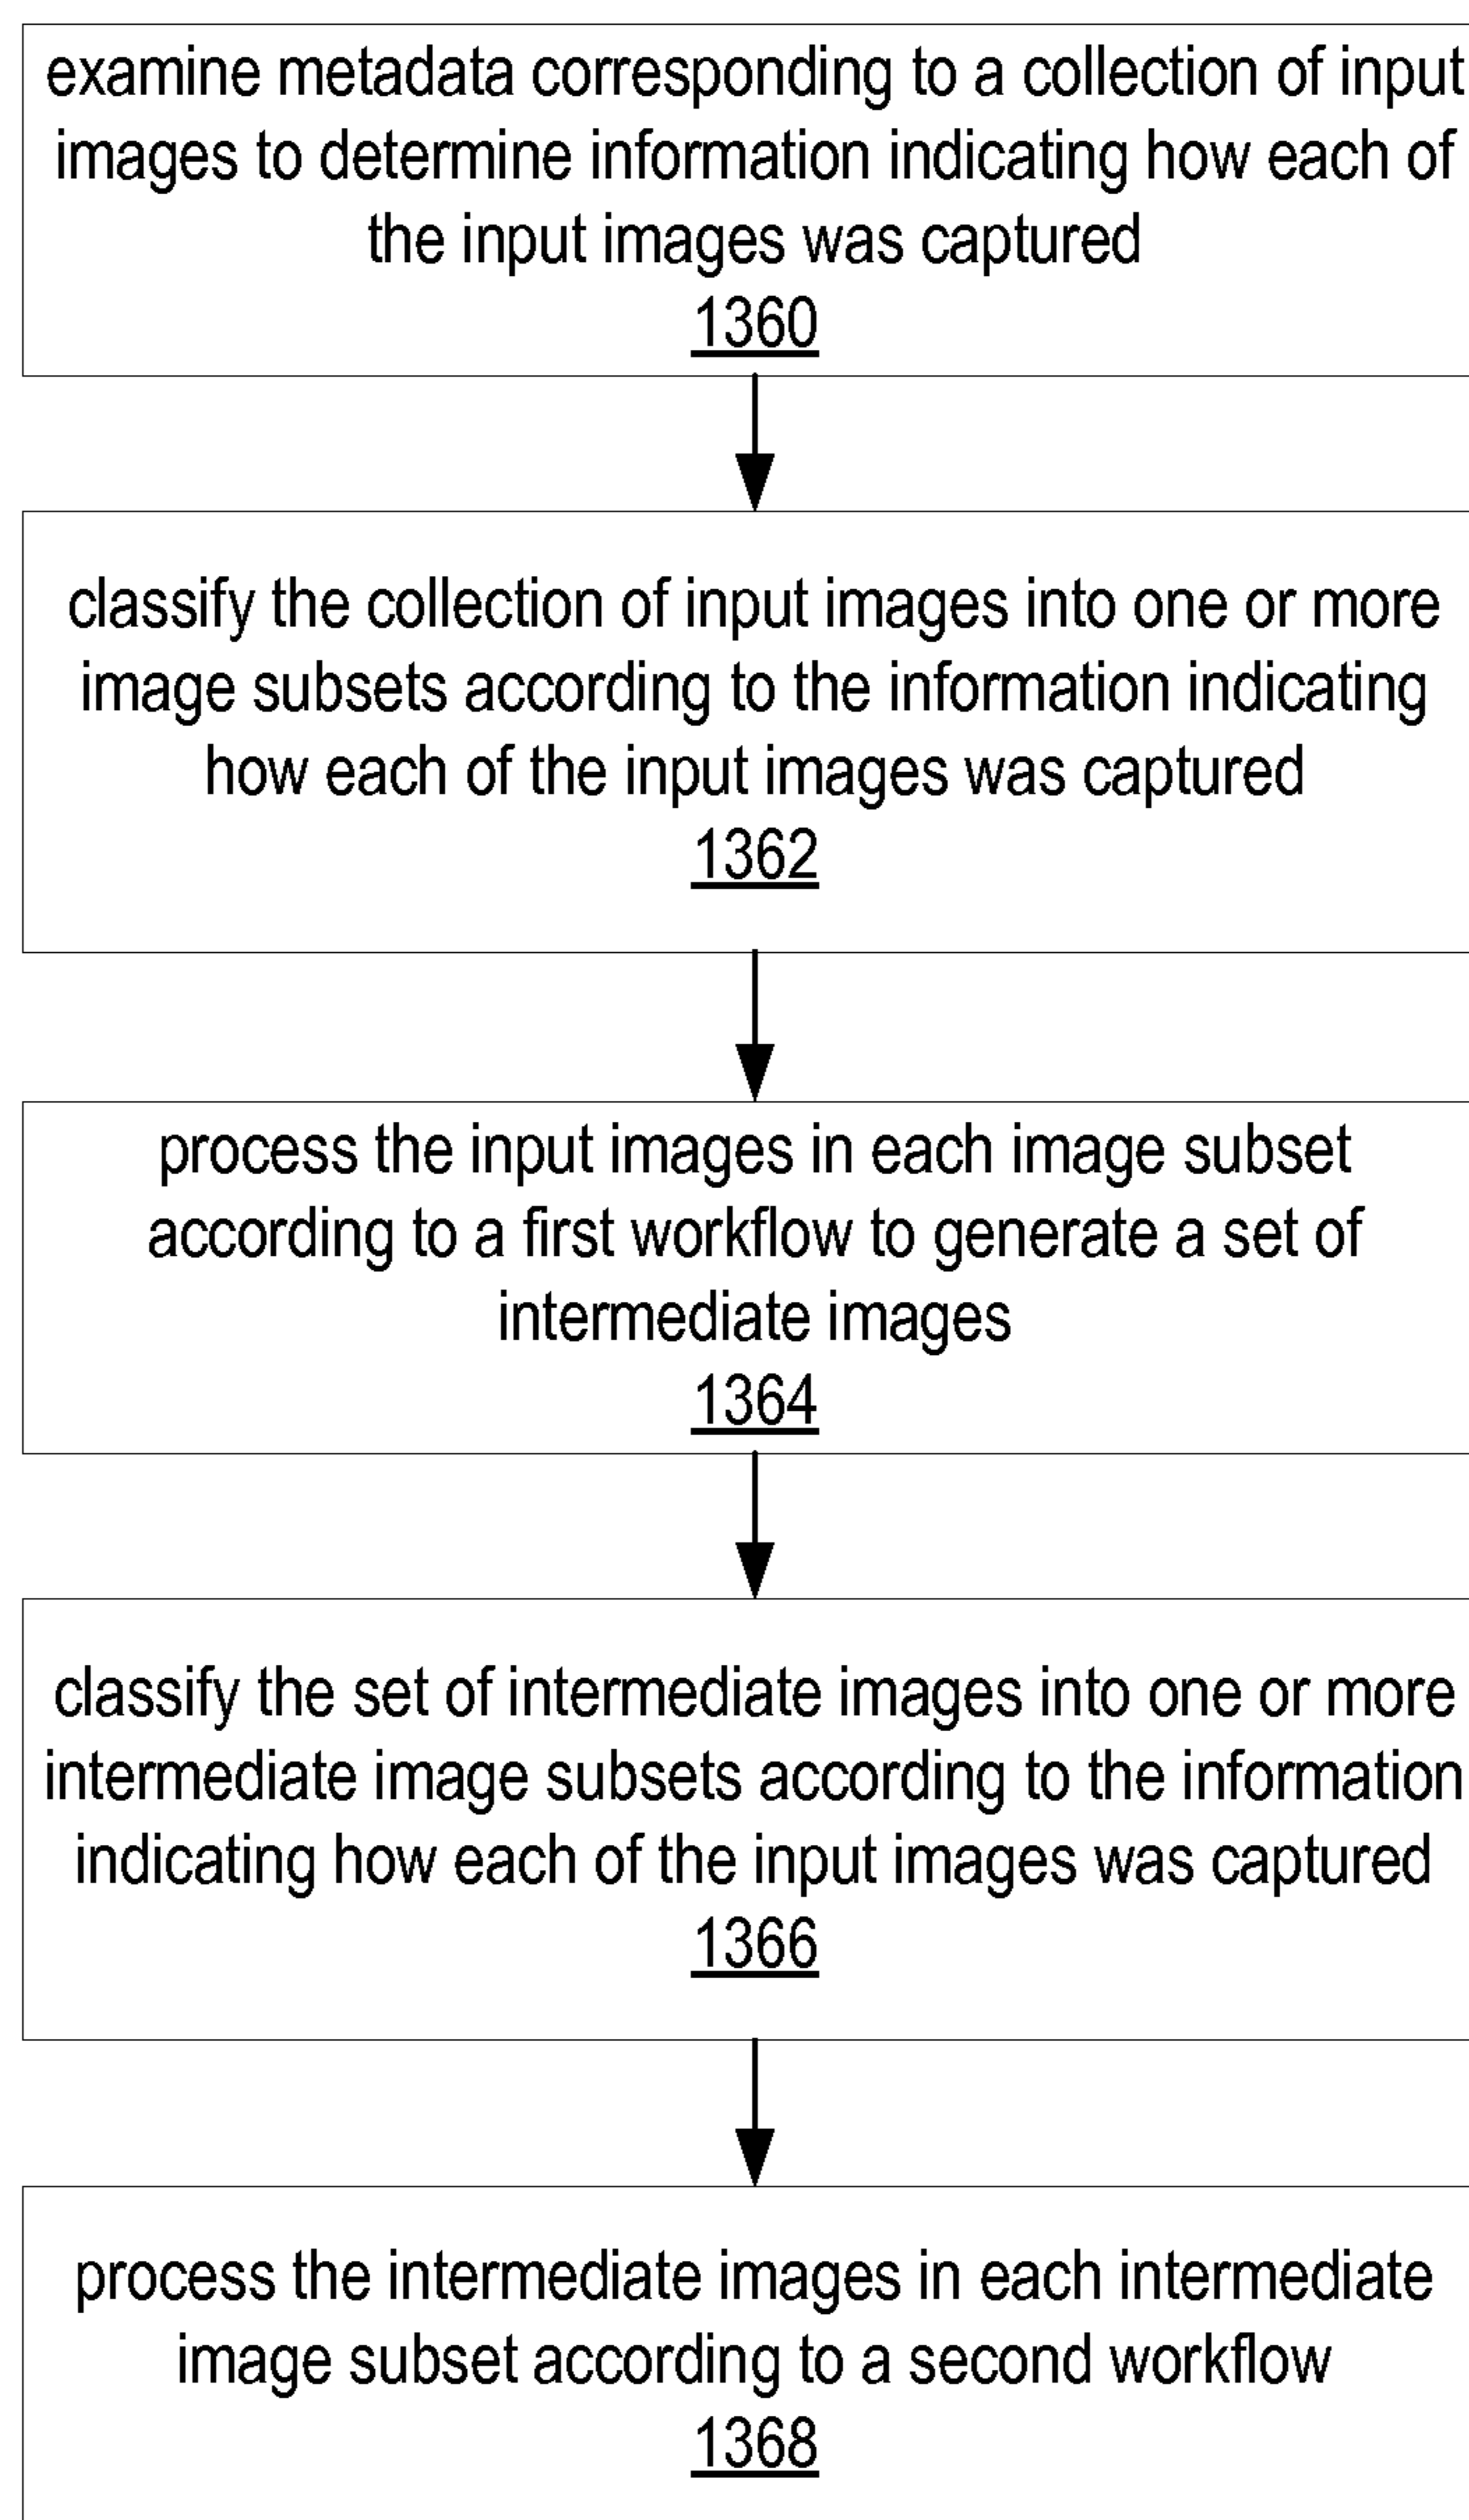 examine metadata corresponding to a collection of input
images to determine information indicating how each of
the input images was captured
1360
classify the collection of input images into one or more
image subsets according to the information indicating
how each of the input images was captured
1362
process the input images in each image subset
according to a first workflow to generate a set of
intermediate images
1364
classify the set of intermediate images into one or more
intermediate image subsets according to the information
indicating how each of the input images was captured
1366
process the intermediate images in each intermediate
image subset according to a second workflow
1368